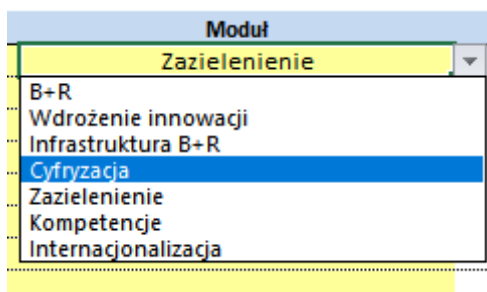 Moduł
Zazielenienie
B+R
Wdrożenie innowacji
Infrastruktura B+R
Cyfryzacja
Zazielenienie
Kompetencje
Internacjonalizacja